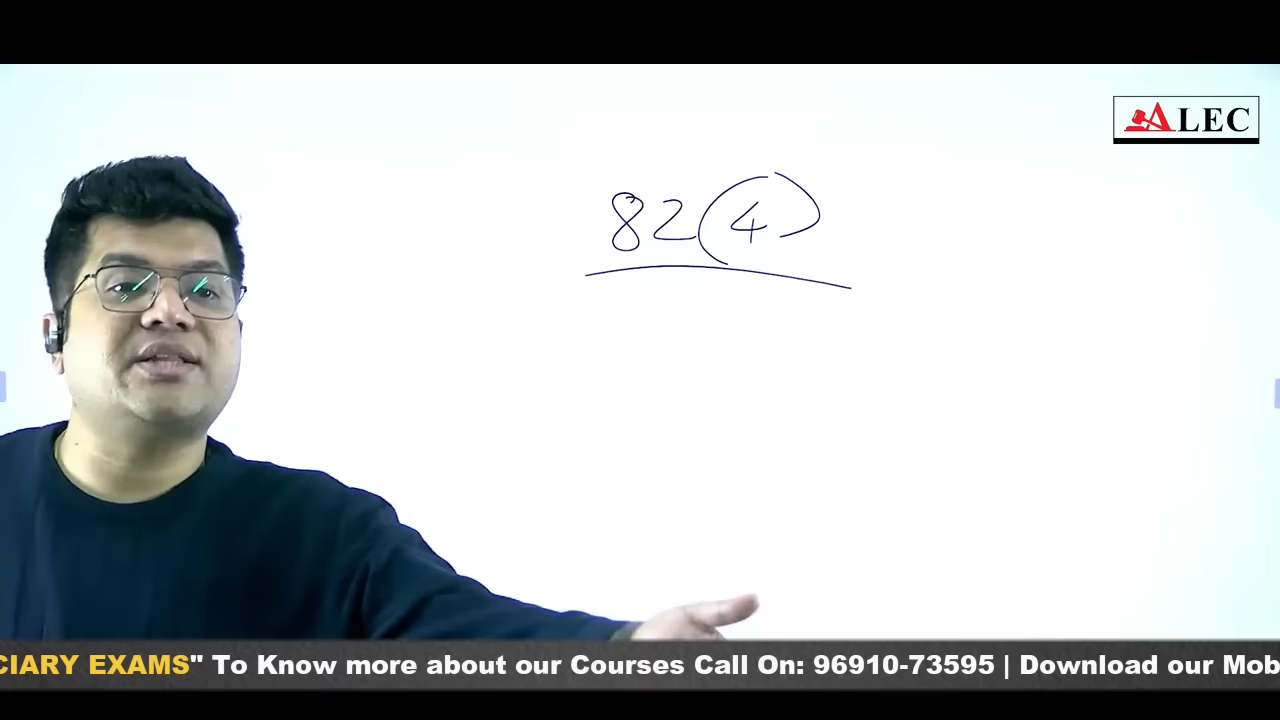 ALEC
82(4)
CIARY EXAMS" To Know more about our Courses Call On: 96910-73595 | Download our Mob